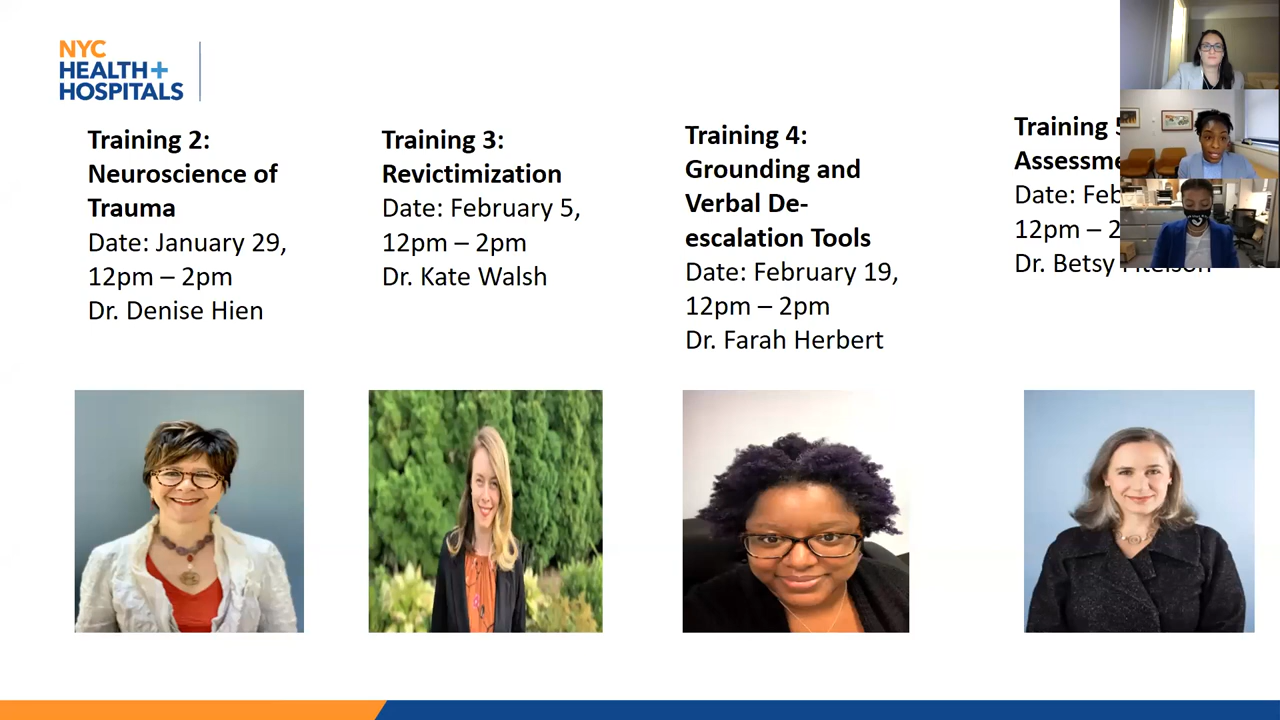 NYC
HEALTH+
HOSPITALS
Training 2:
Neuroscience of
Trauma
Date: January 29,
12pm – 2pm
Dr. Denise Hien
Training 3:
Revictimization
Date: February 5,
12pm – 2pm
Dr. Kate Walsh
Training 4:
Grounding and
Verbal De-
escalation Tools
Date: February 19,
12pm – 2pm
Dr. Farah Herbert
Training
Date:
12pm –
Dr. Betsy